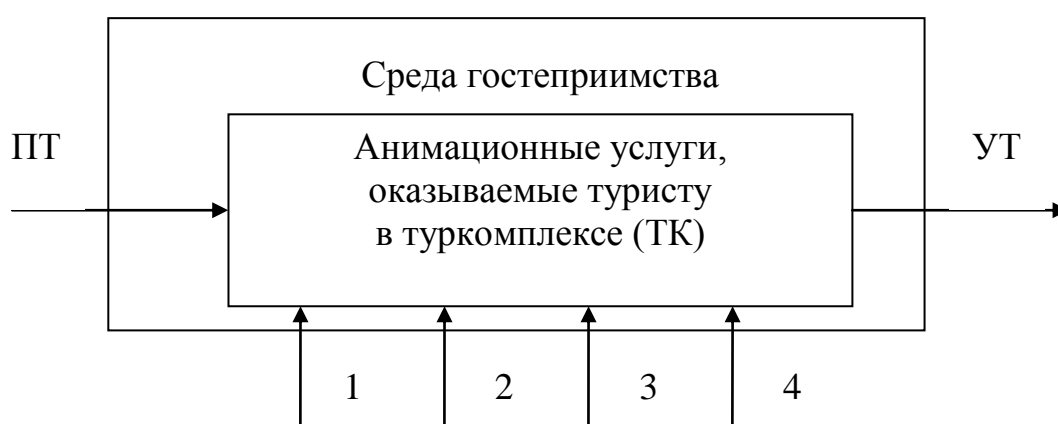 Среда гостеприимства
ПТ
Анимационные услуги,
оказываемые туристу
в туркомплексе (ТК)
УТ
1
2
3
4